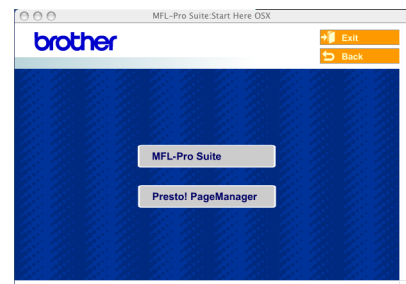 MFL-Pro Suite:Start Here OSX
brother
Exit
Back
MFL-Pro Suite
Presto! PageManager